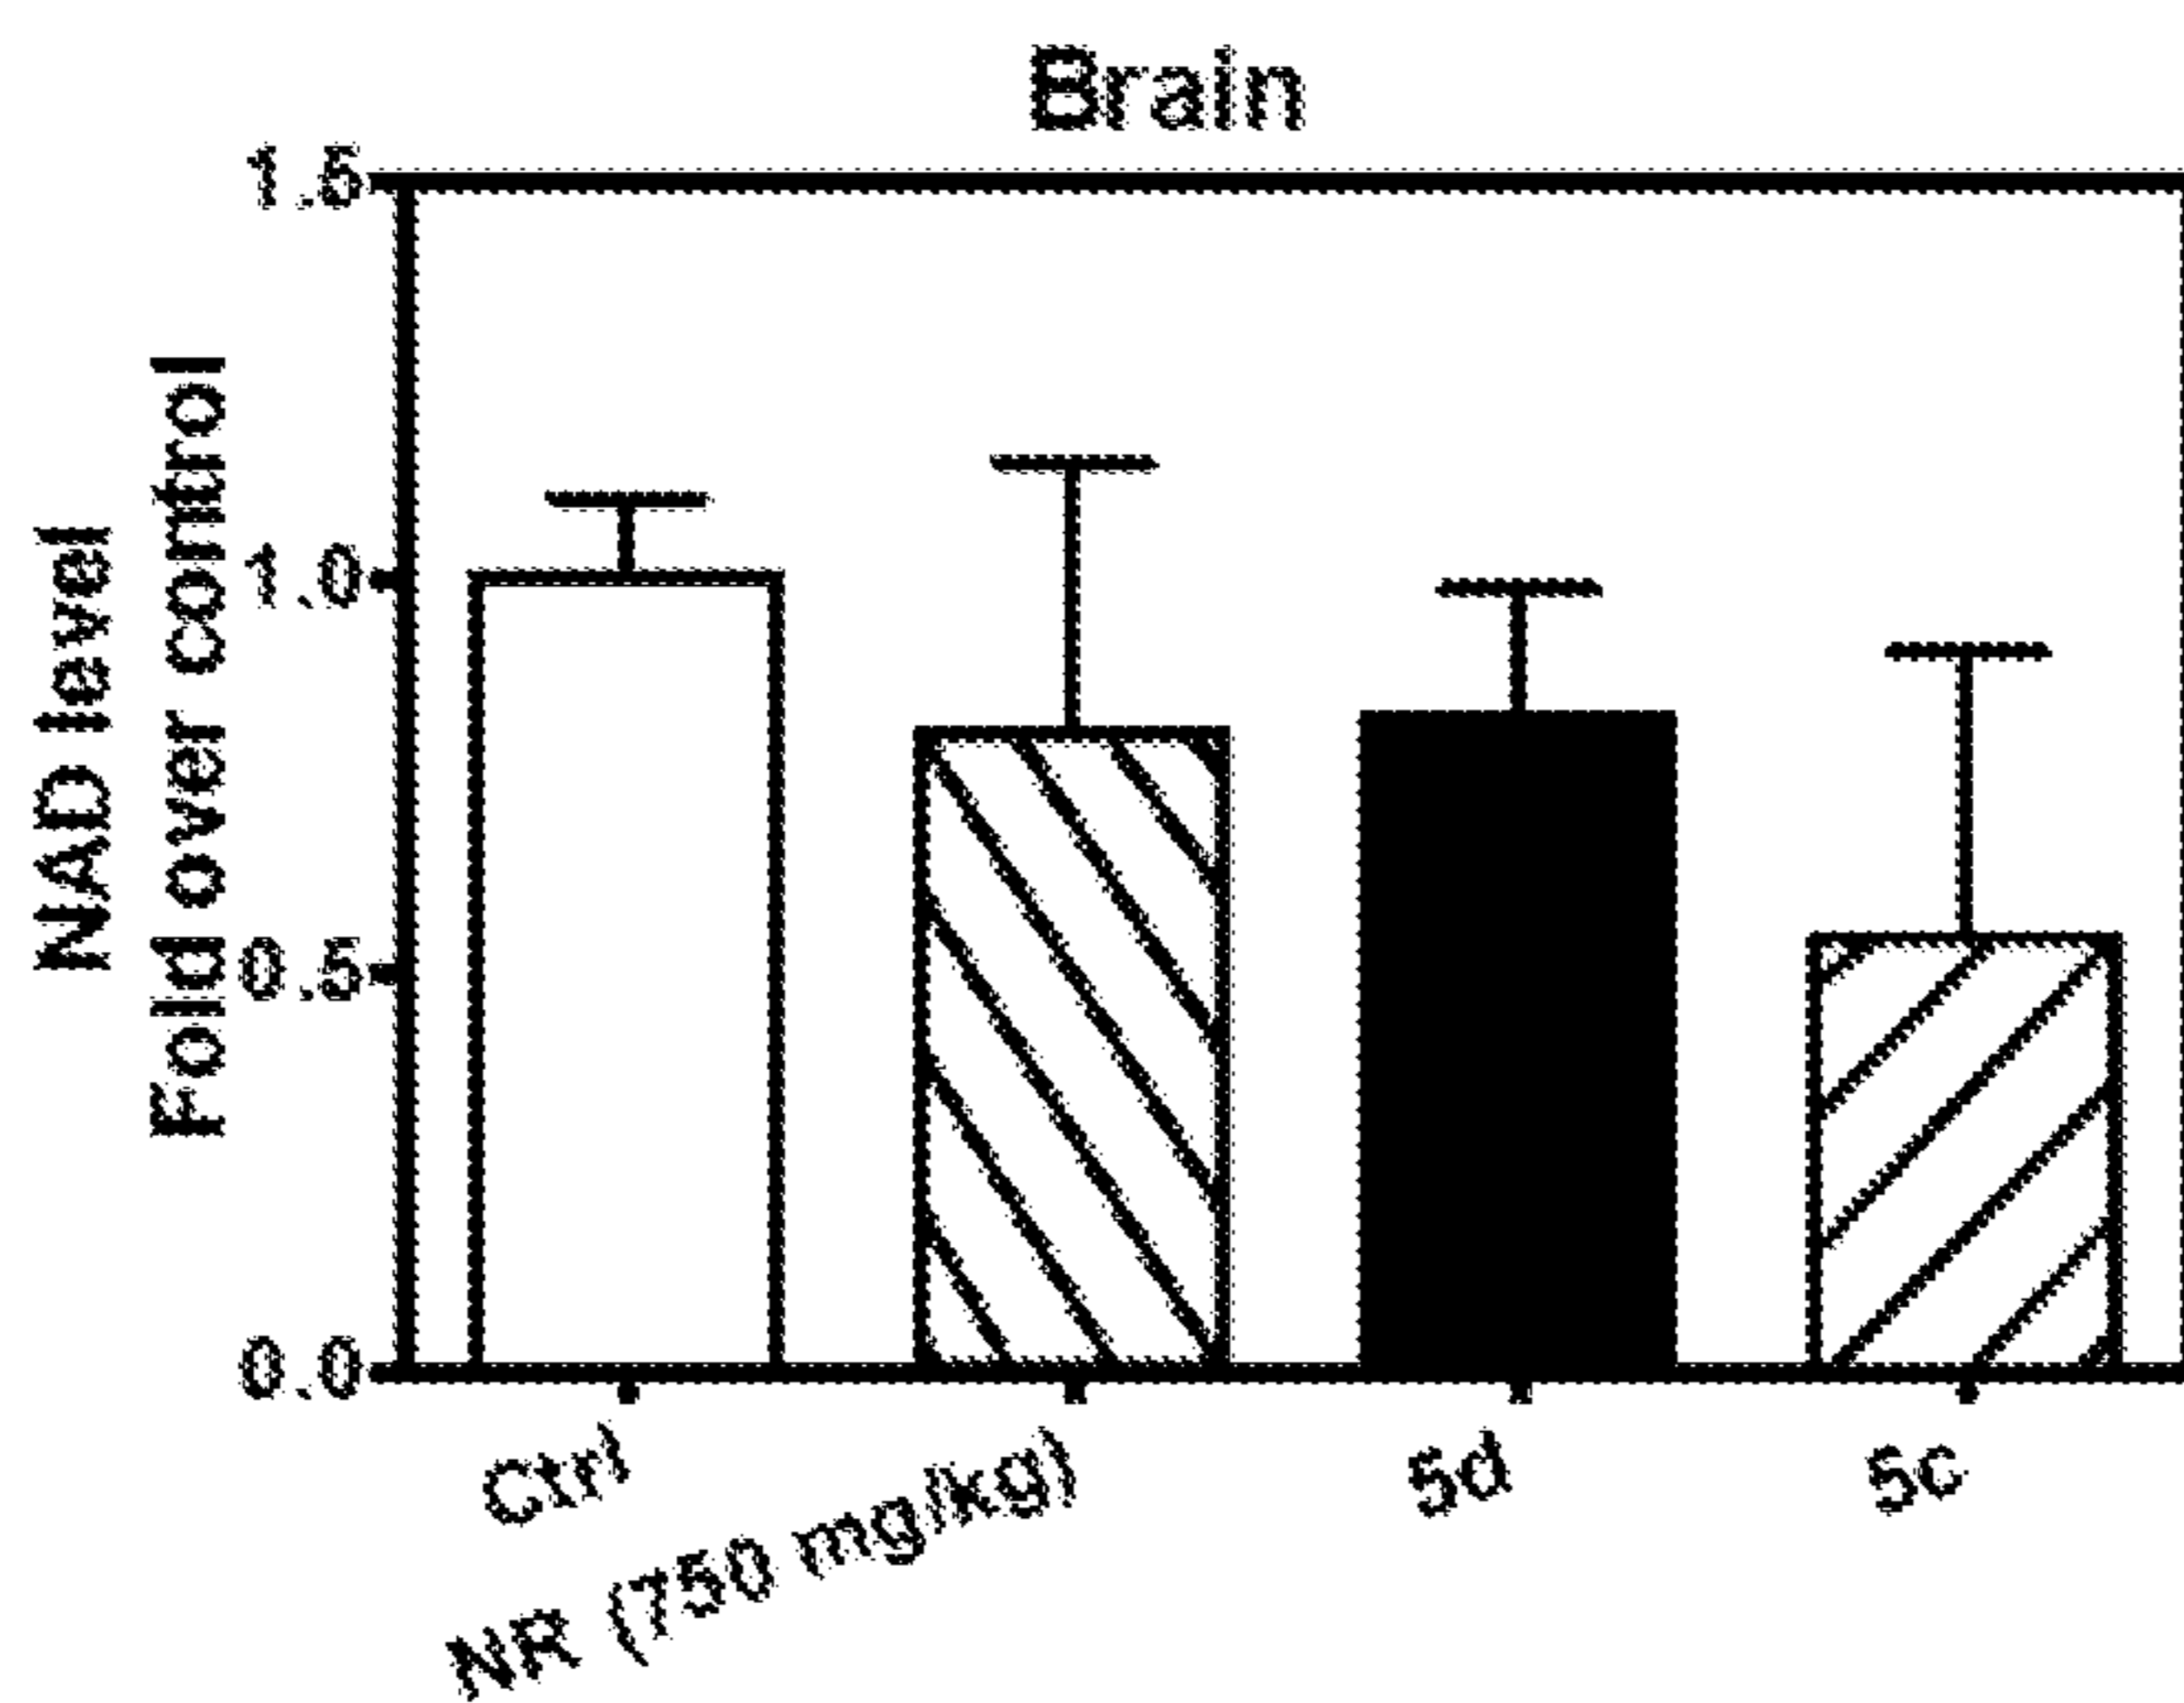 Brain
NAD level
Fold over control
1.5
1.0
0.5
0.0
Ctrl
NR (750 mg/kg)
5d
5c